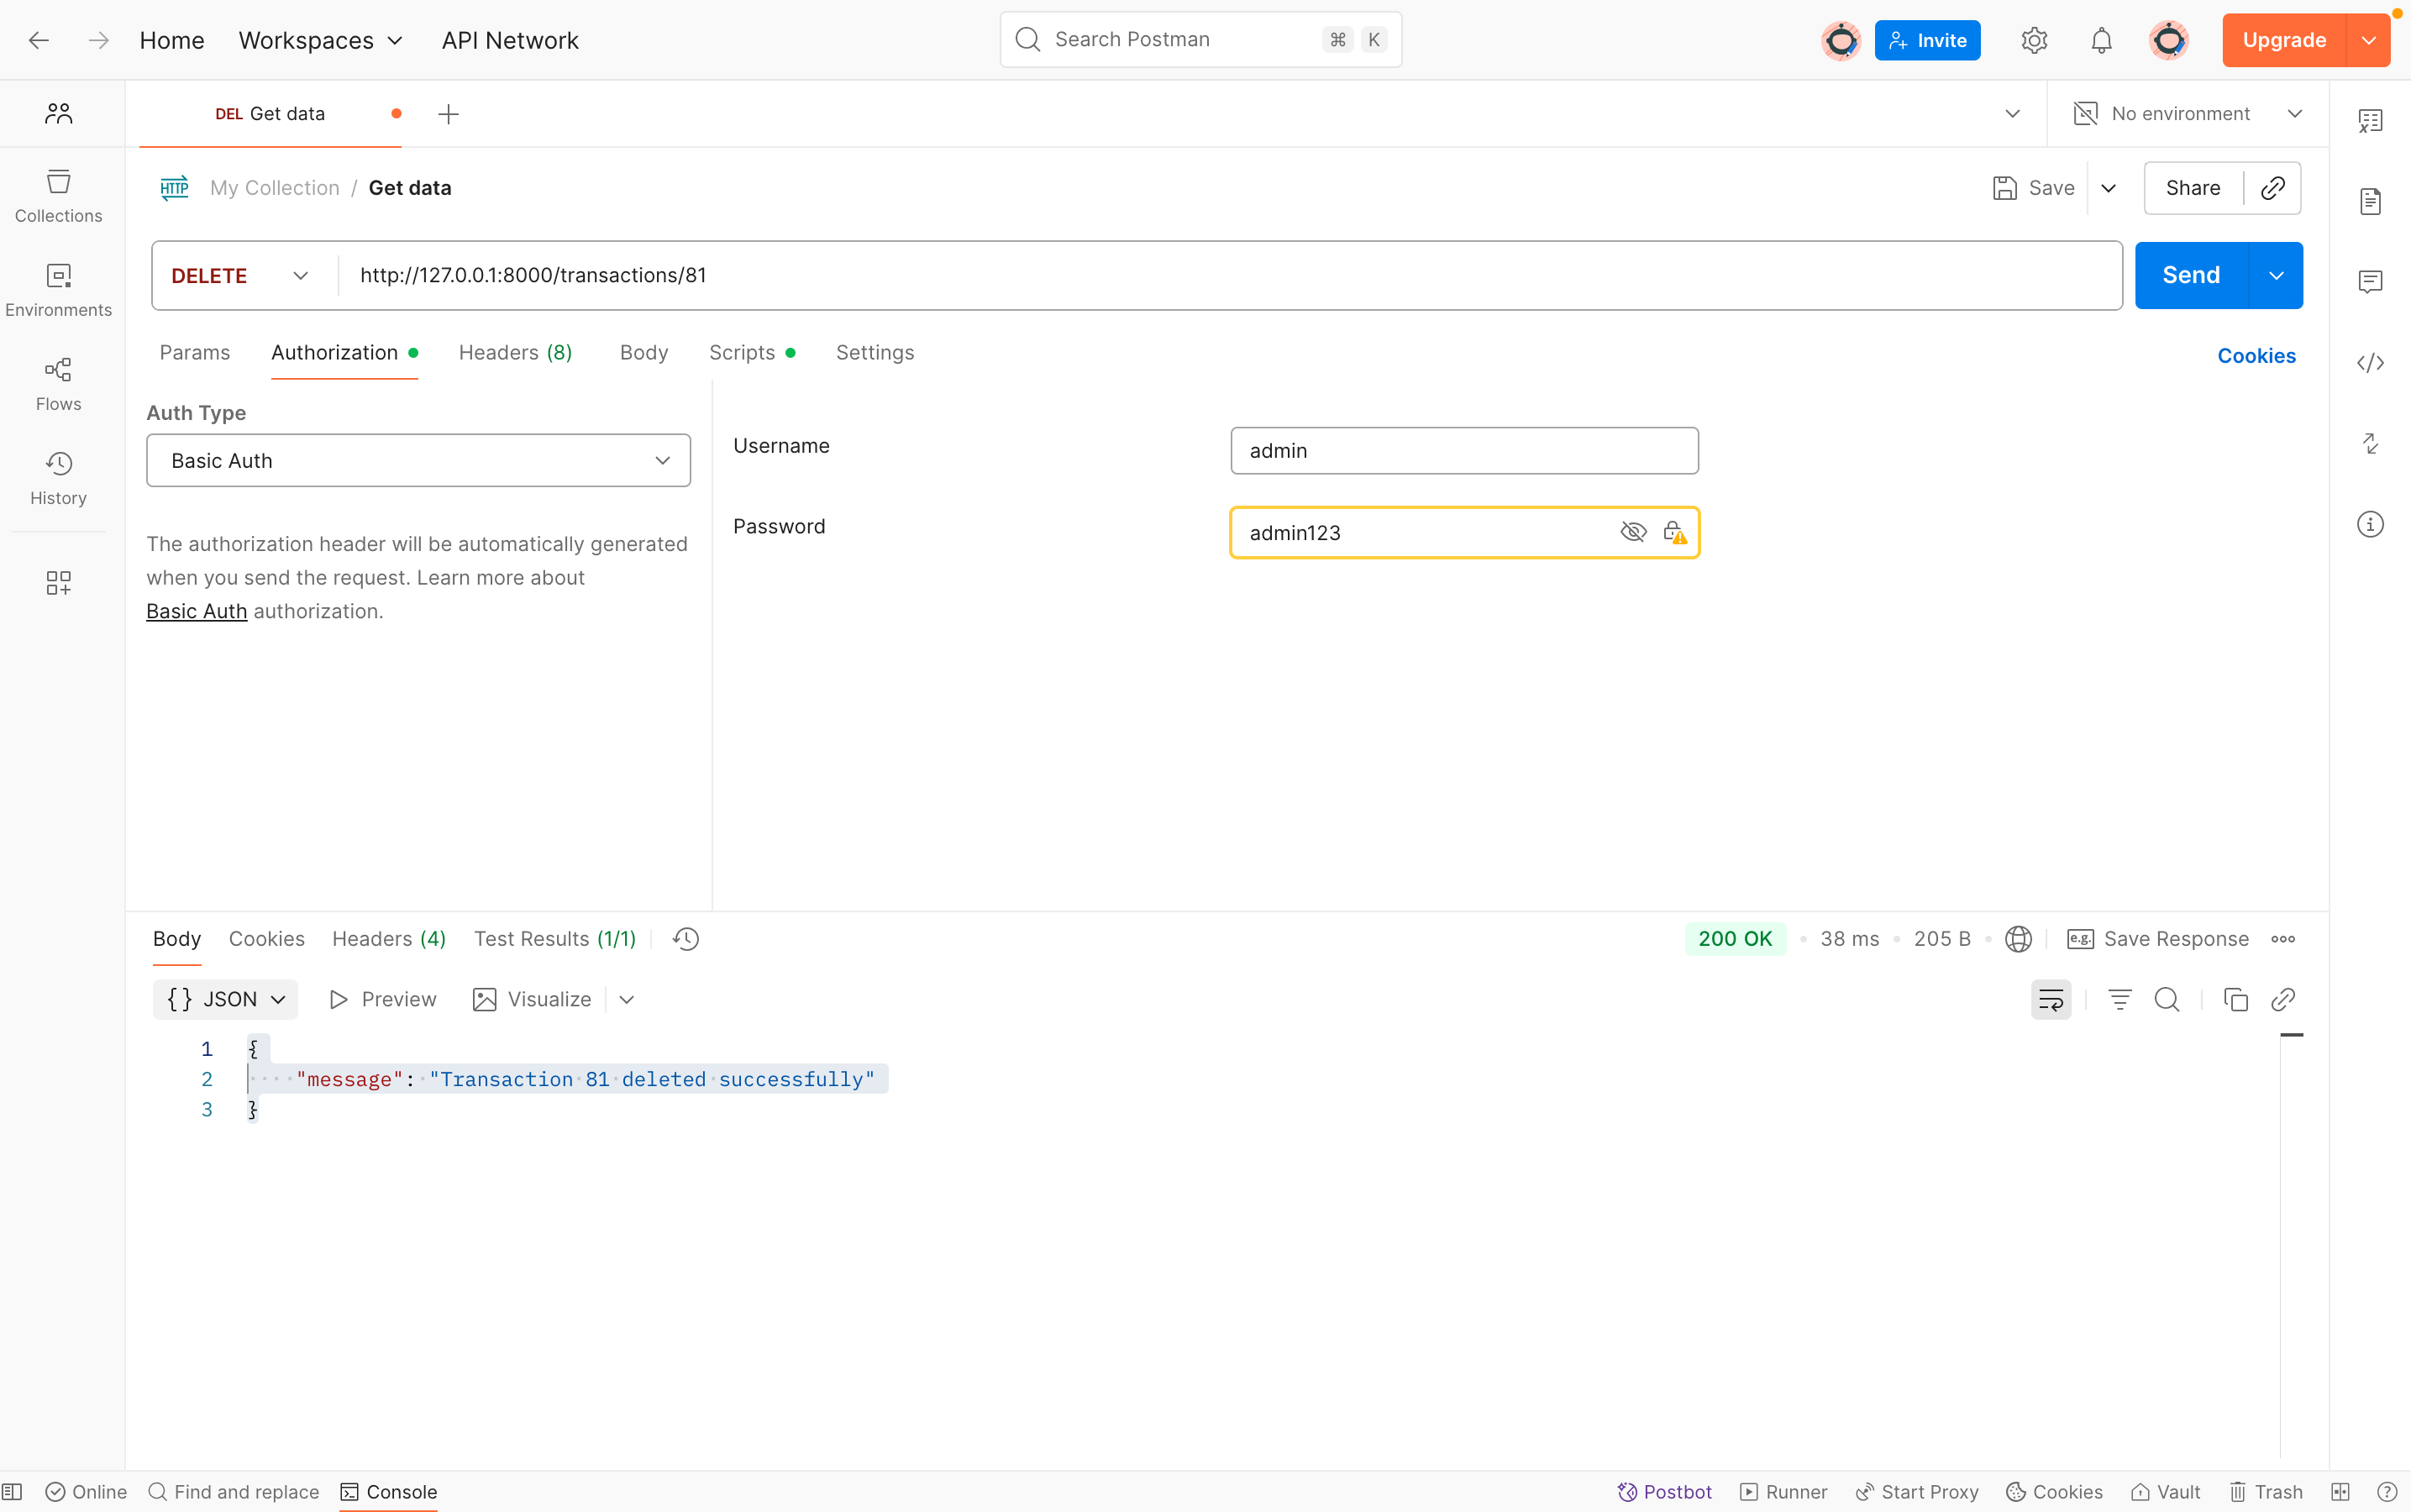 Home Workspaces API Network Search Postman ⌘ K Invite Upgrade
DEL Get data No environment
HTTP My Collection / Get data Save Share
Collections
DELETE http://127.0.0.1:8000/transactions/81 Send
Environments
Params Authorization Headers (8) Body Scripts Settings Cookies
Flows
Auth Type
Basic Auth
Username admin
History
Password admin123
The authorization header will be automatically generated
when you send the request. Learn more about
Basic Auth authorization.
Body Cookies Headers (4) Test Results (1/1) 200 OK 38 ms 205 B e.g. Save Response
{} JSON Preview Visualize
1 {
2 "message": "Transaction 81 deleted successfully"
3 }
Online Find and replace Console Postbot Runner Start Proxy Cookies Vault Trash